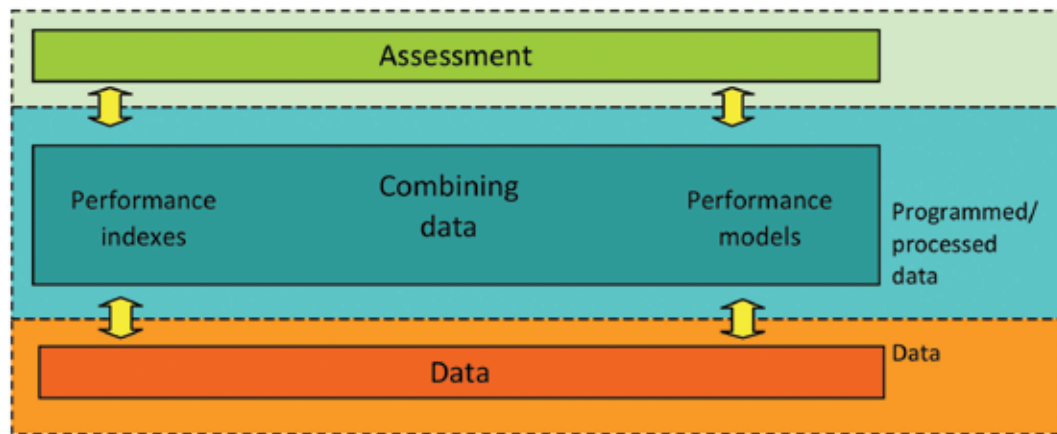 Assessment
Performance
indexes
Combining
data
Performance
models
Programmed/
processed
data
Data
Data